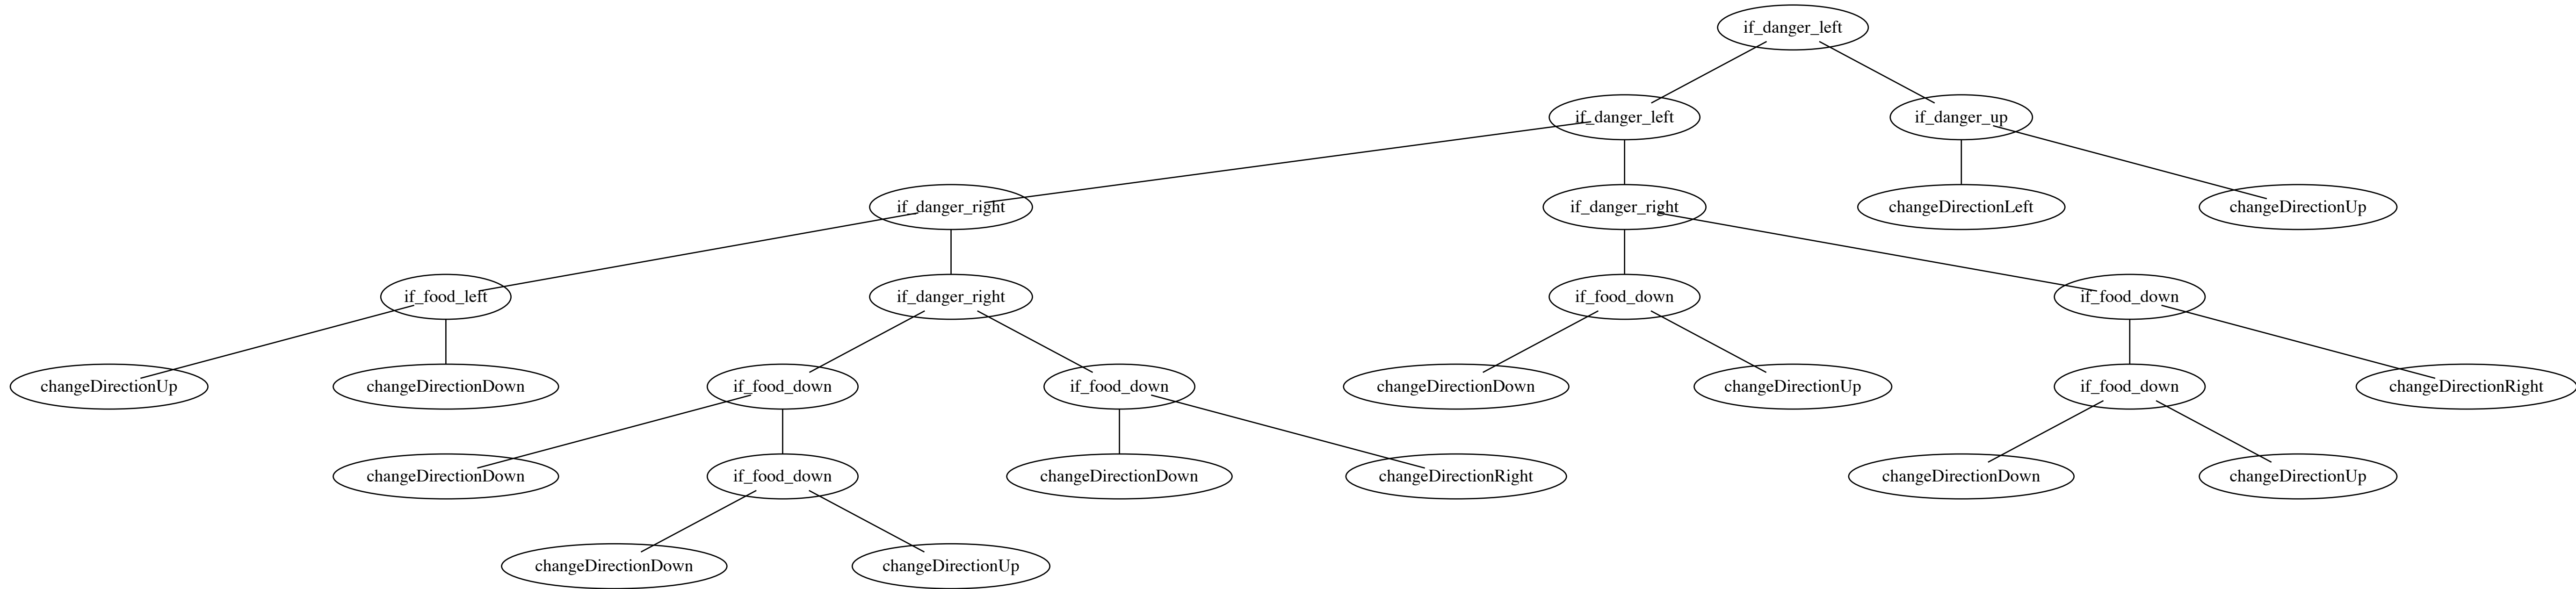 if_danger_left
if_danger_left
if_danger_up
if_danger_right
if_danger_right
changeDirectionLeft
changeDirectionUp
if_food_left
if_danger_right
if_food_down
if_food_down
changeDirectionUp
changeDirectionDown
if_food_down
if_food_down
changeDirectionDown
changeDirectionUp
if_food_down
changeDirectionRight
changeDirectionDown
if_food_down
changeDirectionDown
changeDirectionRight
changeDirectionDown
changeDirectionUp
changeDirectionDown
changeDirectionUp